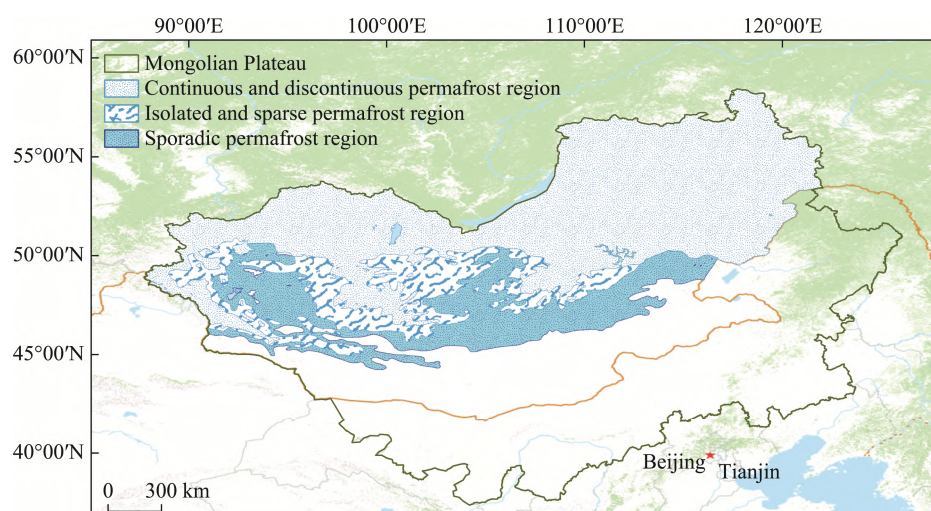 90°00′E 100°00′E 110°00′E 120°00′E
60°00′N
Mongolian Plateau
Continuous and discontinuous permafrost region
Isolated and sparse permafrost region
Sporadic permafrost region
55°00′N
50°00′N
45°00′N
40°00′N
Beijing
Tianjin
0 300 km